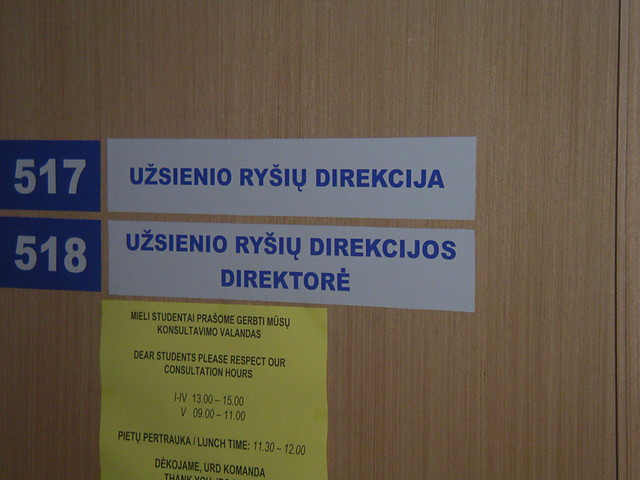 517 UŽSIENIO RYŠIŲ DIREKCIJA
518 UŽSIENIO RYŠIŲ DIREKCIJOS
DIREKTORĖ
MIELI STUDENTAI PRAŠOME GERBTI MŪSŲ
KONSULTAVIMO VALANDAS
DEAR STUDENTS PLEASE RESPECT OUR
CONSULTATION HOURS
I-IV 13.00 – 15.00
V 09.00 – 11.00
PIETŲ PERTRAUKA / LUNCH TIME: 11.30 – 12.00
DĖKOJAME, URD KOMANDA
THANK YOU